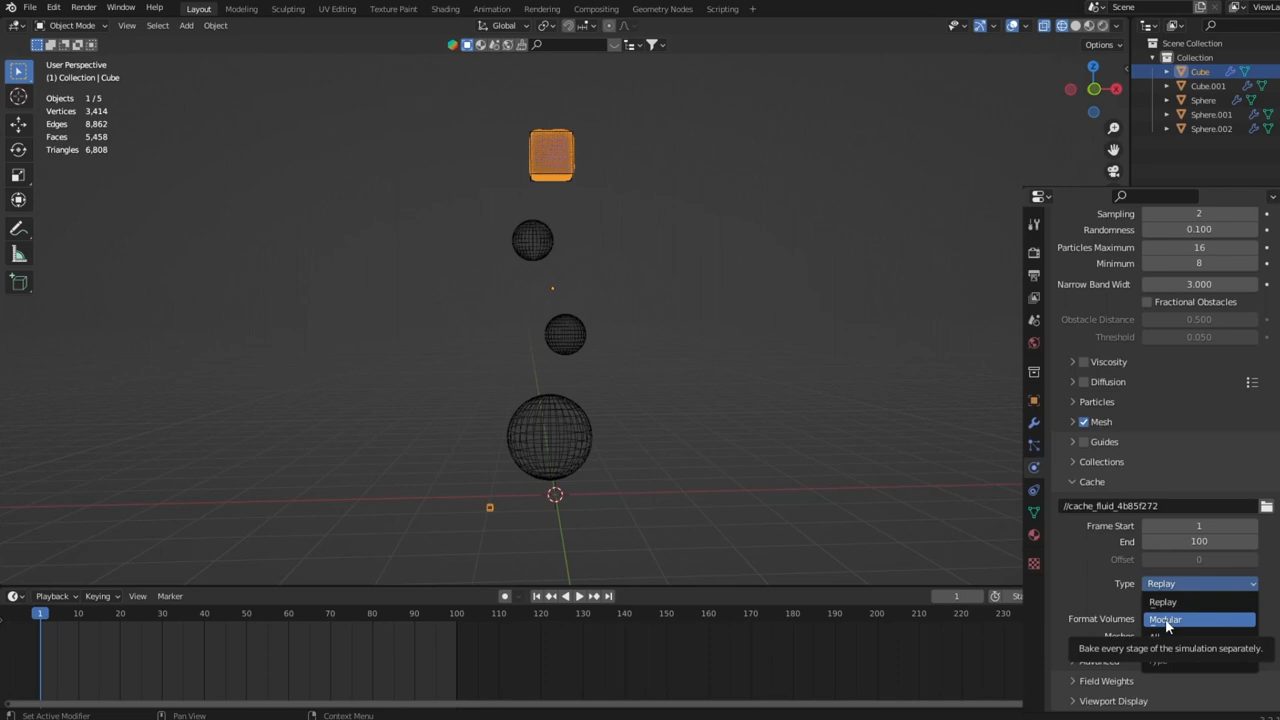 File Edit Render Window Help Layout Modeling Sculpting UV Editing Texture Paint Shading Animation Rendering Compositing Geometry Nodes Scripting Scene ViewLa
Object Mode View Select Add Object Global
Options
User Perspective
(1) Collection | Cube
Objects 1/5
Vertices 3,414
Edges 8,862
Faces 5,458
Triangles 6,808
Z
X
Scene Collection
Collection
Cube
Cube.001
Sphere
Sphere.001
Sphere.002
Sampling 2
Randomness 0.100
Particles Maximum 16
Minimum 8
Narrow Band Widt 3.000
Fractional Obstacles
Obstacle Distance 0.500
Threshold 0.050
Viscosity
Diffusion
Particles
Mesh
Guides
Collections
Cache
//cache_fluid_4b85f272
Frame Start 1
End 100
Offset 0
Type Replay
Replay
Format Volumes Modular
Bake every stage of the simulation separately.
Field Weights
Viewport Display
Playback Keying View Marker 1 Sta
1 10 20 30 40 50 60 70 80 90 100 110 120 130 140 150 160 170 180 190 200 210 220 230
Set Active Modifier Pan View Context Menu